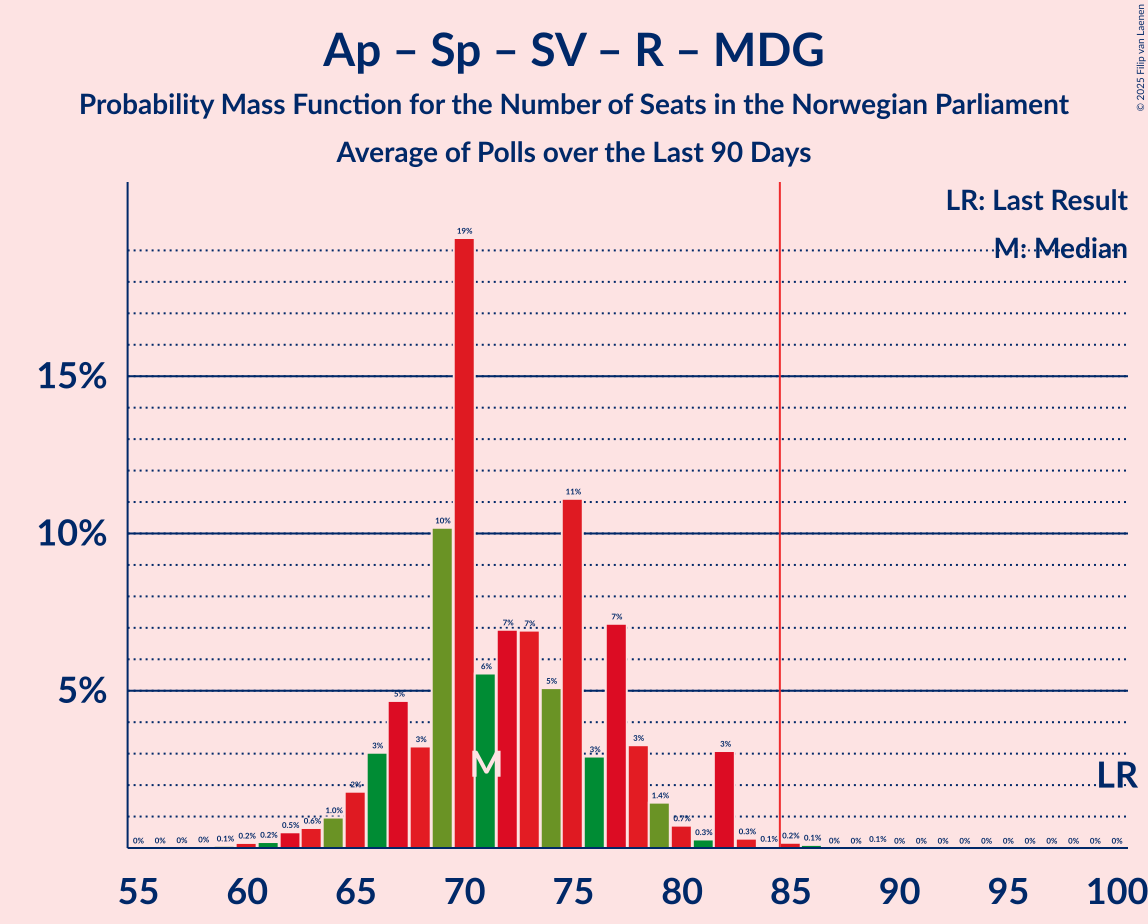 Ap – Sp – SV – R – MDG
Probability Mass Function for the Number of Seats in the Norwegian Parliament
Average of Polls over the Last 90 Days
© 2025 Filip van Laenen
LR: Last Result
M: Median
15%
10%
5%
0% 0% 0% 0% 0.1% 0.2% 0.2% 0.5% 0.6% 1.0% 2% 3% 5% 3% 10% 19% 6% 7% 7% 5% 11% 3% 7% 3% 1.4% 0.7% 0.3% 3% 0.3% 0.1% 0.2% 0.1% 0% 0% 0.1% 0% 0% 0% 0% 0% 0% 0% 0% 0% 0% 0%
M
LR
55 60 65 70 75 80 85 90 95 100